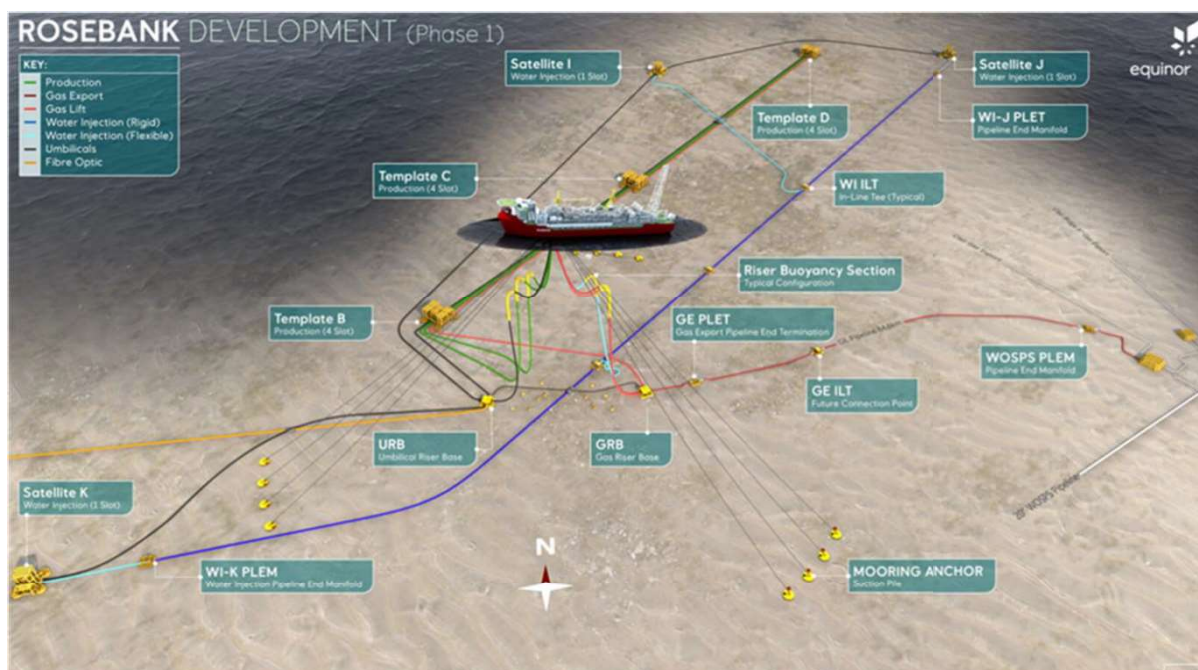 ROSEBANK DEVELOPMENT (Phase 1)
equinor
KEY:
Production
Gas Export
Gas Lift
Water Injection (Rigid)
Water Injection (Flexible)
Umbilicals
Fibre Optic
Satellite I
Water Injection (1 Slot)
Satellite J
Water Injection (1 Slot)
Template D
Production (4 Slot)
WI-J PLET
Pipeline End Manifold
Template C
Production (4 Slot)
WI ILT
In-Line Tee (Typical)
Riser Buoyancy Section
Typical Configuration
Template B
Production (4 Slot)
GE PLET
Gas Export Pipeline End Termination
WOSPS PLEM
Pipeline End Manifold
GE ILT
Future Connection Point
URB
Umbilical Riser Base
GRB
Gas Riser Base
Satellite K
Water Injection (1 Slot)
WOSPS Pipeline
WI-K PLEM
Water Injection Pipeline End Manifold
N
MOORING ANCHOR
Suction Pile